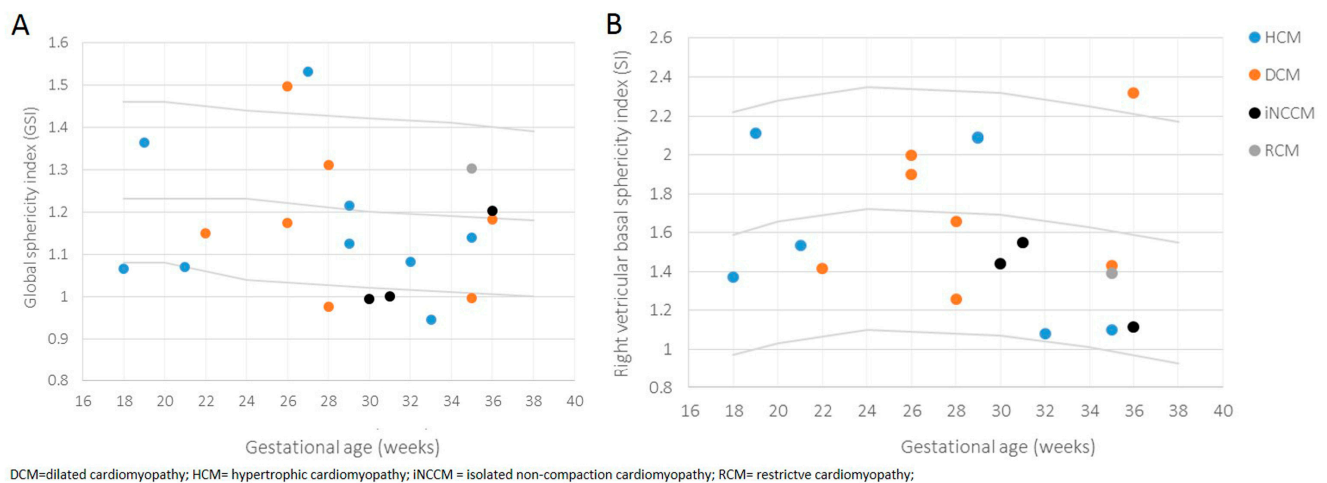 A
Global sphericity index (GSI)
1.6
1.5
1.4
1.3
1.2
1.1
1
0.9
0.8
16 18 20 22 24 26 28 30 32 34 36 38 40
Gestational age (weeks)
B
Right vetricular basal sphericity index (SI)
2.6
2.4
2.2
2
1.8
1.6
1.4
1.2
1
0.8
16 18 20 22 24 26 28 30 32 34 36 38 40
Gestational age (weeks)
HCM
DCM
iNCCM
RCM
DCM=dilated cardiomyopathy; HCM= hypertrophic cardiomyopathy; iNCCM = isolated non-compaction cardiomyopathy; RCM= restrictve cardiomyopathy;